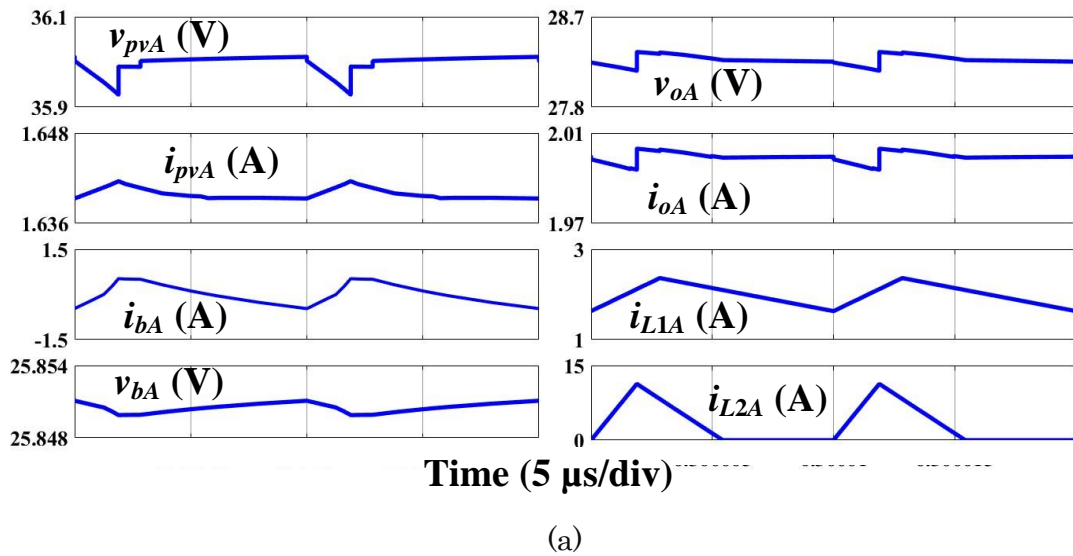 36.1
v_pvA (V)
35.9
1.648
i_pvA (A)
1.636
1.5
i_bA (A)
-1.5
25.854
v_bA (V)
25.848
28.7
v_oA (V)
27.8
2.01
i_oA (A)
1.97
3
i_L1A (A)
1
15
i_L2A (A)
0
Time (5 µs/div)
(a)